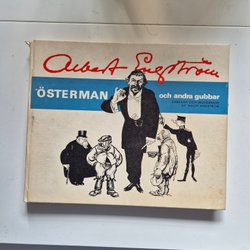 Albert Engström
ÖSTERMAN
och andra gubbar